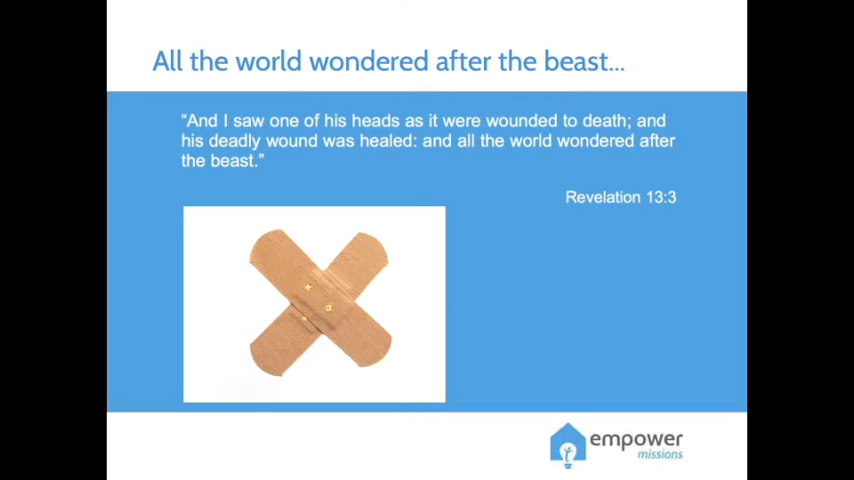 All the world wondered after the beast...
“And I saw one of his heads as it were wounded to death; and
his deadly wound was healed: and all the world wondered after
the beast.”
Revelation 13:3
empower
missions